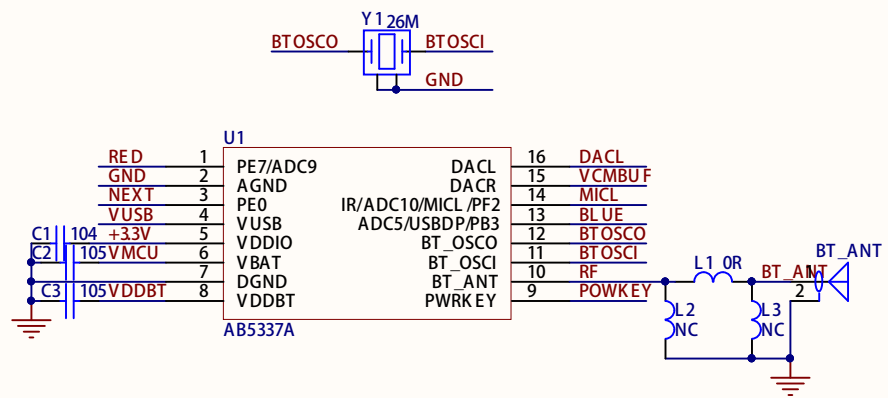 Y1 26M
BTOSCO
BTOSCI
GND
U1
RED 1 PE7/ADC9 DACL 16 DACL
GND 2 AGND DACR 15 VCMBUF
NEXT 3 PE0 IR/ADC10/MICL/PF2 14 MICL
VUSB 4 VUSB ADC5/USBDP/PB3 13 BLUE
C1 104 +3.3V 5 VDDIO BT_OSCO 12 BTOSCO
C2 105 VMCU 6 VBAT BT_OSCI 11 BTOSCI
7 DGND BT_ANT 10 RF
C3 105 VDDBT 8 VDDBT PWRKEY 9 POWKEY
AB5337A
L1 0R
BT_ANT 1
2
BT_ANT
L2
NC
L3
NC